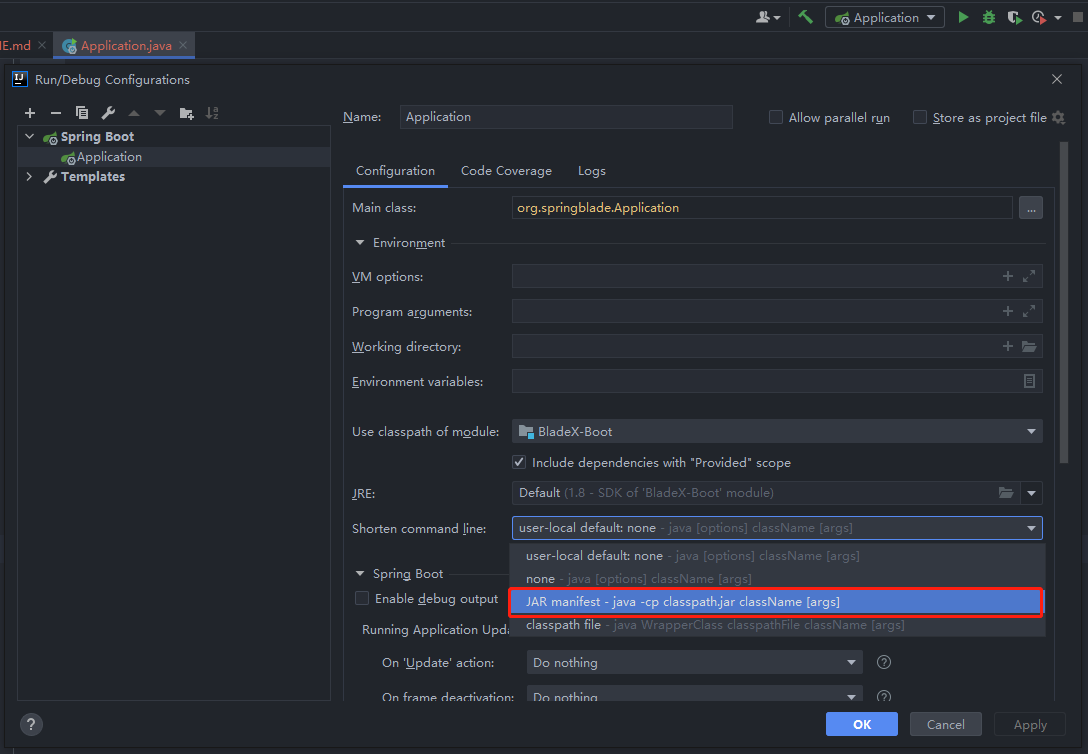 Application
E.md
Application.java
Run/Debug Configurations
Spring Boot
Application
Templates
Name: Application
Allow parallel run
Store as project file
Configuration Code Coverage Logs
Main class: org.springblade.Application ...
Environment
VM options:
Program arguments:
Working directory:
Environment variables:
Use classpath of module: BladeX-Boot
Include dependencies with "Provided" scope
JRE: Default (1.8 - SDK of 'BladeX-Boot' module)
Shorten command line: user-local default: none - java [options] className [args]
user-local default: none - java [options] className [args]
none - java [options] className [args]
JAR manifest - java -cp classpath.jar className [args]
classpath file - java WrapperClass classpathFile className [args]
Spring Boot
Enable debug output
Running Application Upd
On 'Update' action: Do nothing ?
On frame deactivation: Do nothing ?
? OK Cancel Apply